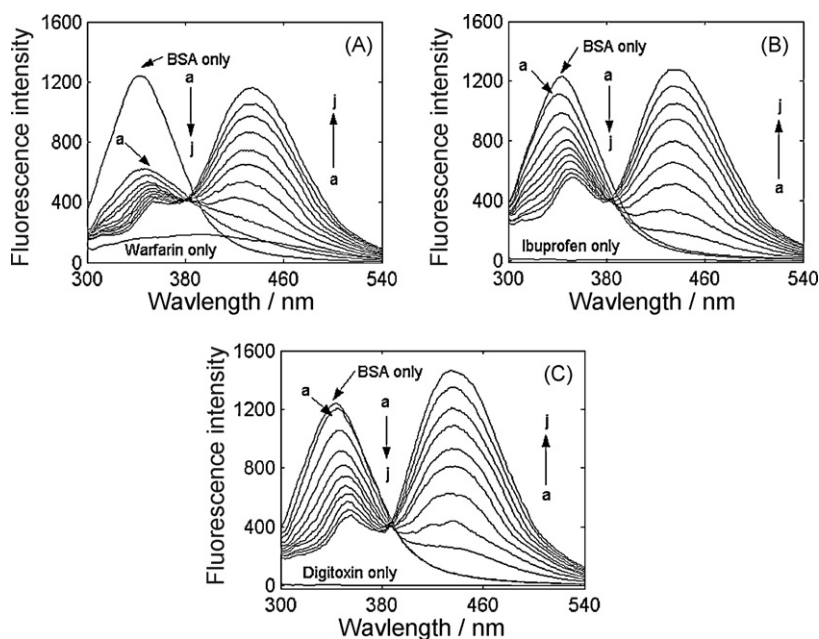 (A)
Fluorescence intensity
1600
1200
800
400
0
BSA only
a
j
a
j
a
Warfarin only
300
380
460
540
Wavlength / nm
(B)
Fluorescence intensity
1600
1200
800
400
0
BSA only
a
a
j
j
a
Ibuprofen only
300
380
460
540
Wavlength / nm
(C)
Fluorescence intensity
1600
1200
800
400
0
BSA only
a
a
j
j
a
Digitoxin only
300
380
460
540
Wavlength / nm